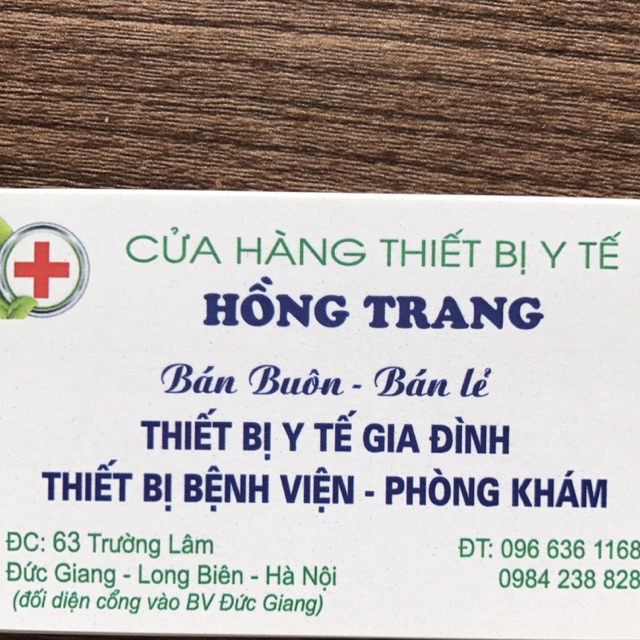 CỬA HÀNG THIẾT BỊ Y TẾ
HỒNG TRANG
Bán Buôn - Bán lẻ
THIẾT BỊ Y TẾ GIA ĐÌNH
THIẾT BỊ BỆNH VIỆN - PHÒNG KHÁM
ĐC: 63 Trường Lâm
Đức Giang - Long Biên - Hà Nội
(đối diện cổng vào BV Đức Giang)
ĐT: 096 636 1168
0984 238 828